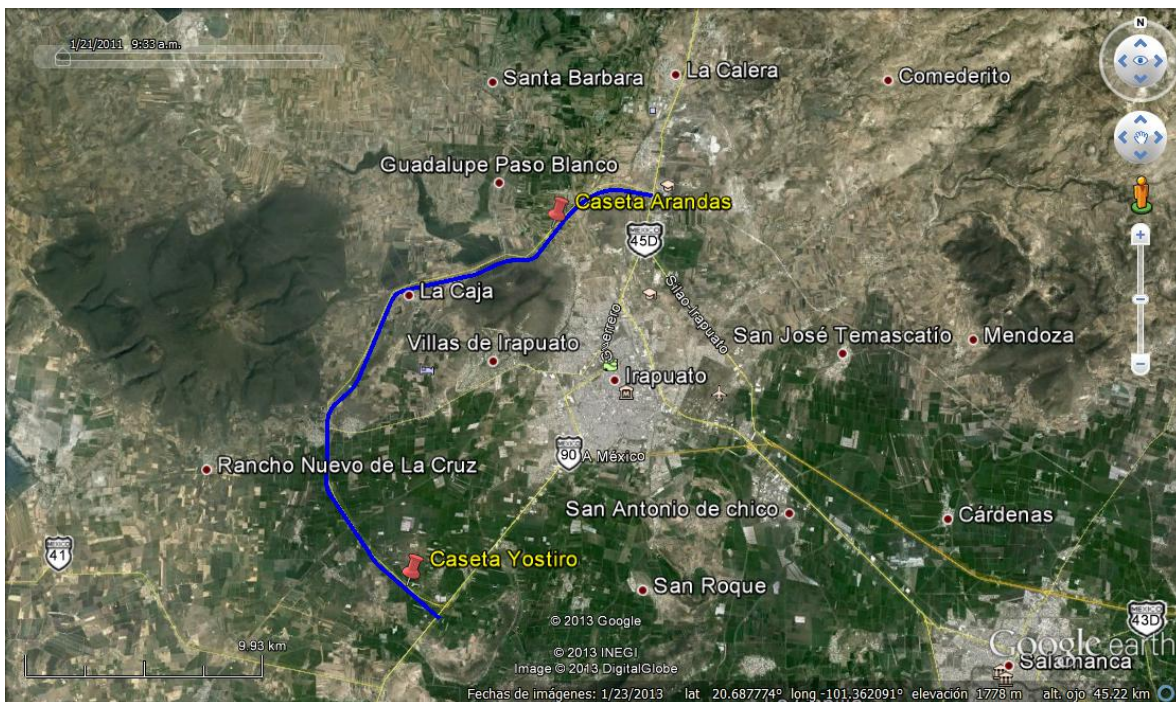 1/21/2011 9:33 a.m.
N
Santa Barbara
La Calera
Comederito
Guadalupe Paso Blanco
Caseta Arandas
MEXICO
45D
La Caja
Guerrero
Silao-Irapuato
San José Temascatío
Mendoza
Villas de Irapuato
Irapuato
MEXICO
90
A México
Rancho Nuevo de La Cruz
San Antonio de chico
Cárdenas
MEXICO
41
Caseta Yostiro
San Roque
© 2013 Google
MEXICO
43D
9.93 km
© 2013 INEGI
Image © 2013 DigitalGlobe
Google earth
Salamanca
Fechas de imágenes: 1/23/2013 lat 20.687774° long -101.362091° elevación 1778 m alt. ojo 45.22 km